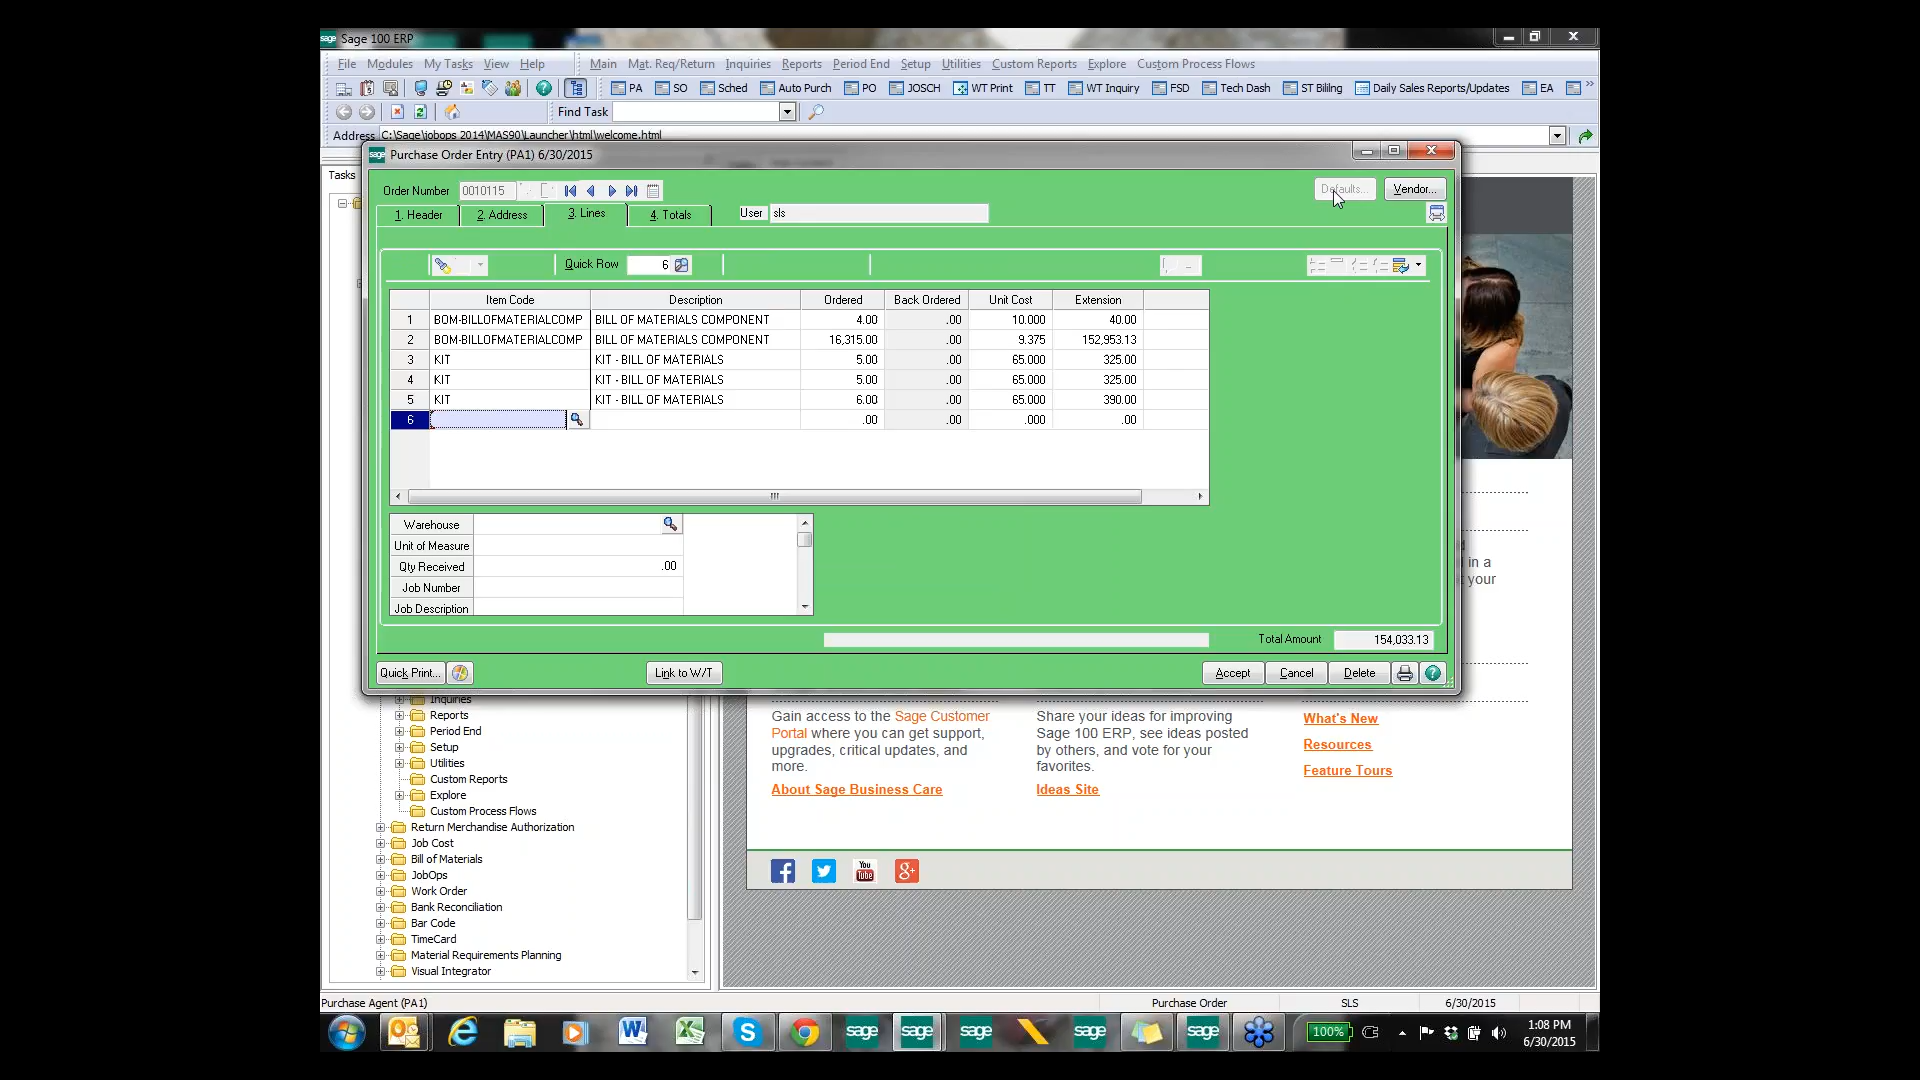 sage Sage 100 ERP
File Modules My Tasks View Help Main Mat. Req/Return Inquiries Reports Period End Setup Utilities Custom Reports Explore Custom Process Flows
PA SO Sched Auto Purch PO JOSCH WT Print TT WT Inquiry FSD Tech Dash ST Biling Daily Sales Reports/Updates EA
Find Task
Address C:\Sage\jobops 2014\MAS90\Launcher\html\welcome.html
Tasks
sage Purchase Order Entry (PA1) 6/30/2015
Order Number 0010115 Defaults... Vendor...
1. Header 2. Address 3. Lines 4. Totals User sls
Quick Row 6
Item Code Description Ordered Back Ordered Unit Cost Extension
1 BOM-BILLOFMATERIALCOMP BILL OF MATERIALS COMPONENT 4.00 .00 10.000 40.00
2 BOM-BILLOFMATERIALCOMP BILL OF MATERIALS COMPONENT 16,315.00 .00 9.375 152,953.13
3 KIT KIT - BILL OF MATERIALS 5.00 .00 65.000 325.00
4 KIT KIT - BILL OF MATERIALS 5.00 .00 65.000 325.00
5 KIT KIT - BILL OF MATERIALS 6.00 .00 65.000 390.00
6 .00 .00 .000 .00
Warehouse
Unit of Measure
Qty Received .00
Job Number
Job Description
Total Amount 154,033.13
Quick Print... Link to W/T Accept Cancel Delete
in a
your
Inquiries
Reports
Period End
Setup
Utilities
Custom Reports
Explore
Custom Process Flows
Return Merchandise Authorization
Job Cost
Bill of Materials
JobOps
Work Order
Bank Reconciliation
Bar Code
TimeCard
Material Requirements Planning
Visual Integrator
Gain access to the Sage Customer
Portal where you can get support,
upgrades, critical updates, and
more.
About Sage Business Care
Share your ideas for improving
Sage 100 ERP, see ideas posted
by others, and vote for your
favorites.
Ideas Site
What's New
Resources
Feature Tours
You Tube
Purchase Agent (PA1) Purchase Order SLS 6/30/2015
sage sage sage sage sage 100% 1:08 PM
6/30/2015